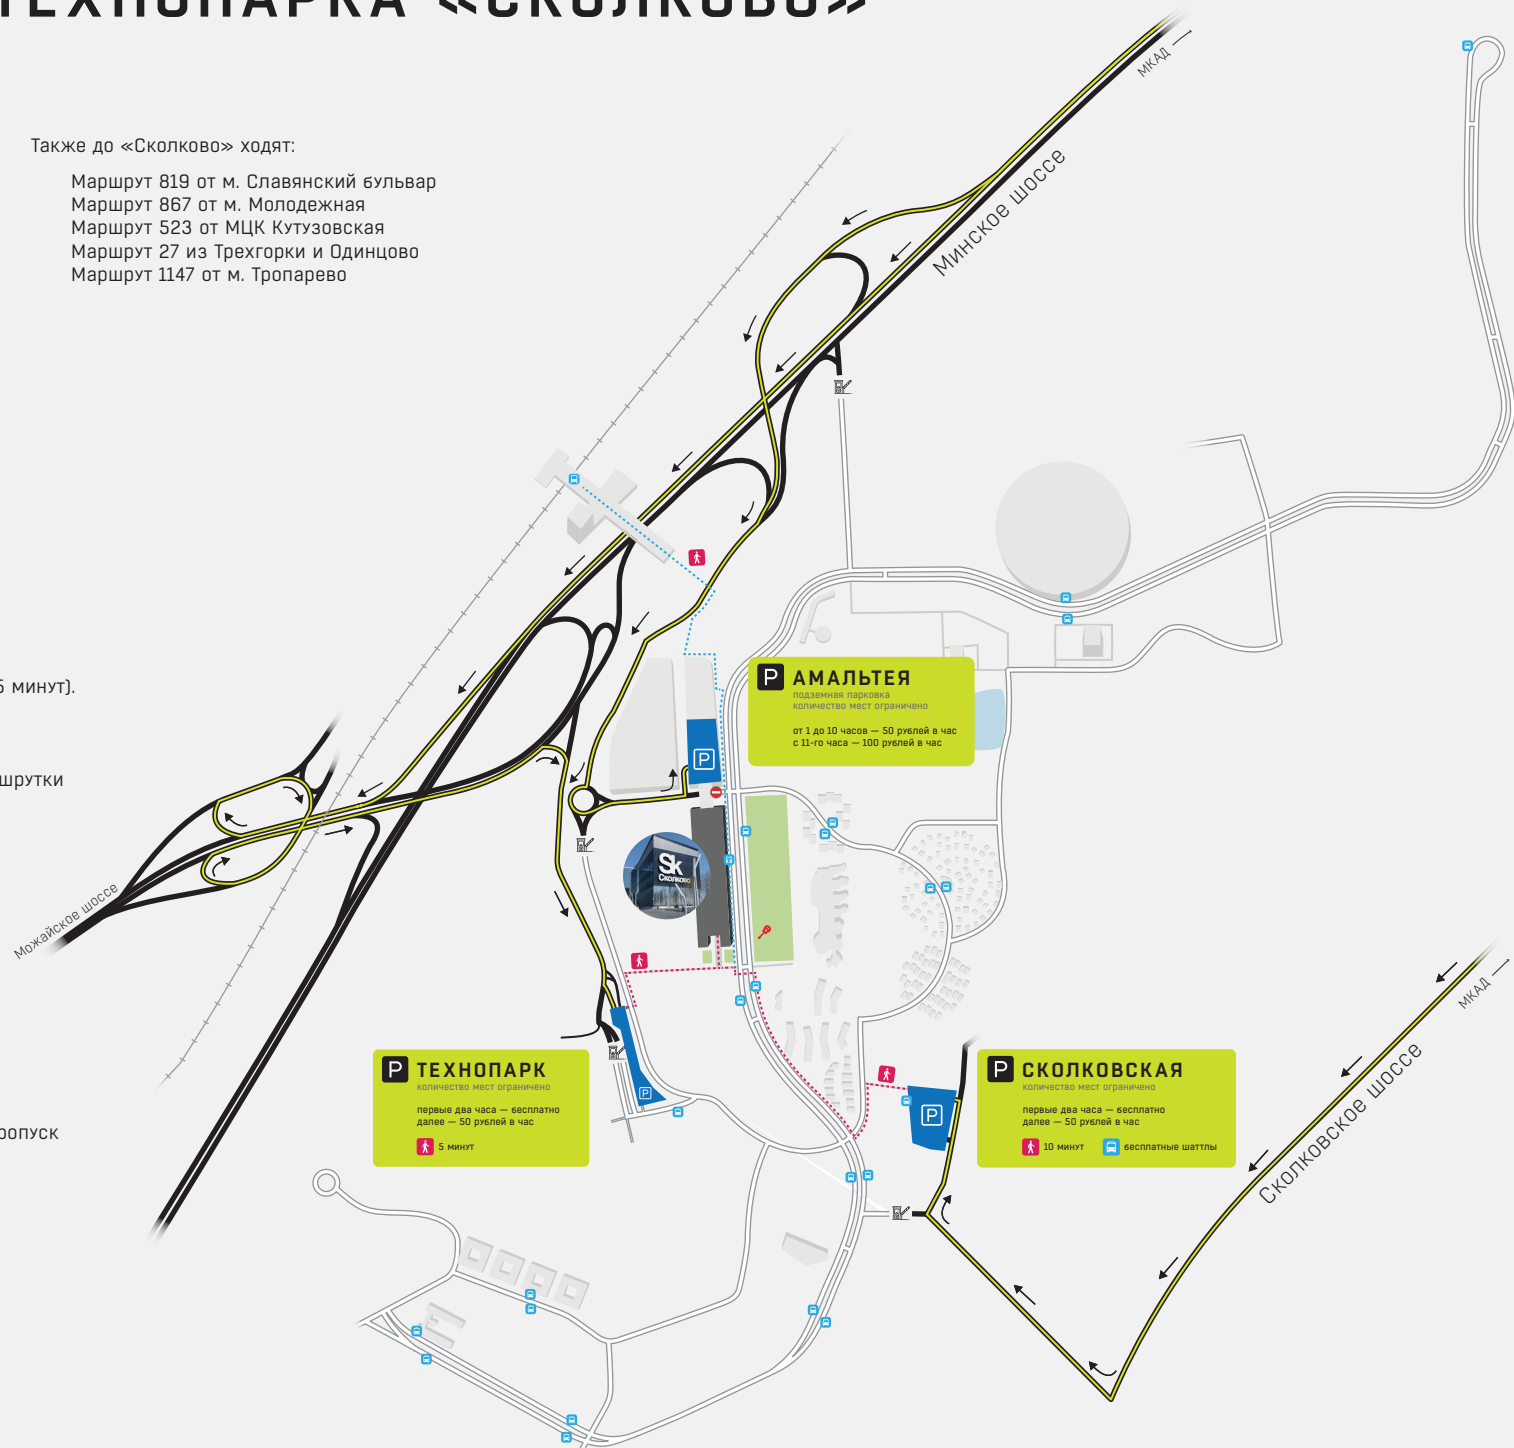 ТЕХНОПАРКА «СКОЛКОВО»
МКАД
Также до «Сколково» ходят:
Маршрут 819 от м. Славянский бульвар
Маршрут 867 от м. Молодежная
Маршрут 523 от МЦК Кутузовская
Маршрут 27 из Трехгорки и Одинцово
Маршрут 1147 от м. Тропарево
Минское шоссе
5 минут).
шрутки
P АМАЛЬТЕЯ
подземная парковка
количество мест ограничено
от 1 до 10 часов — 50 рублей в час
с 11-го часа — 100 рублей в час
P
Sk
Сколково
Можайское шоссе
МКАД
Сколковское шоссе
P ТЕХНОПАРК
количество мест ограничено
первые два часа — бесплатно
далее — 50 рублей в час
5 минут
P
P
P СКОЛКОВСКАЯ
количество мест ограничено
первые два часа — бесплатно
далее — 50 рублей в час
10 минут бесплатные шаттлы
ропуск